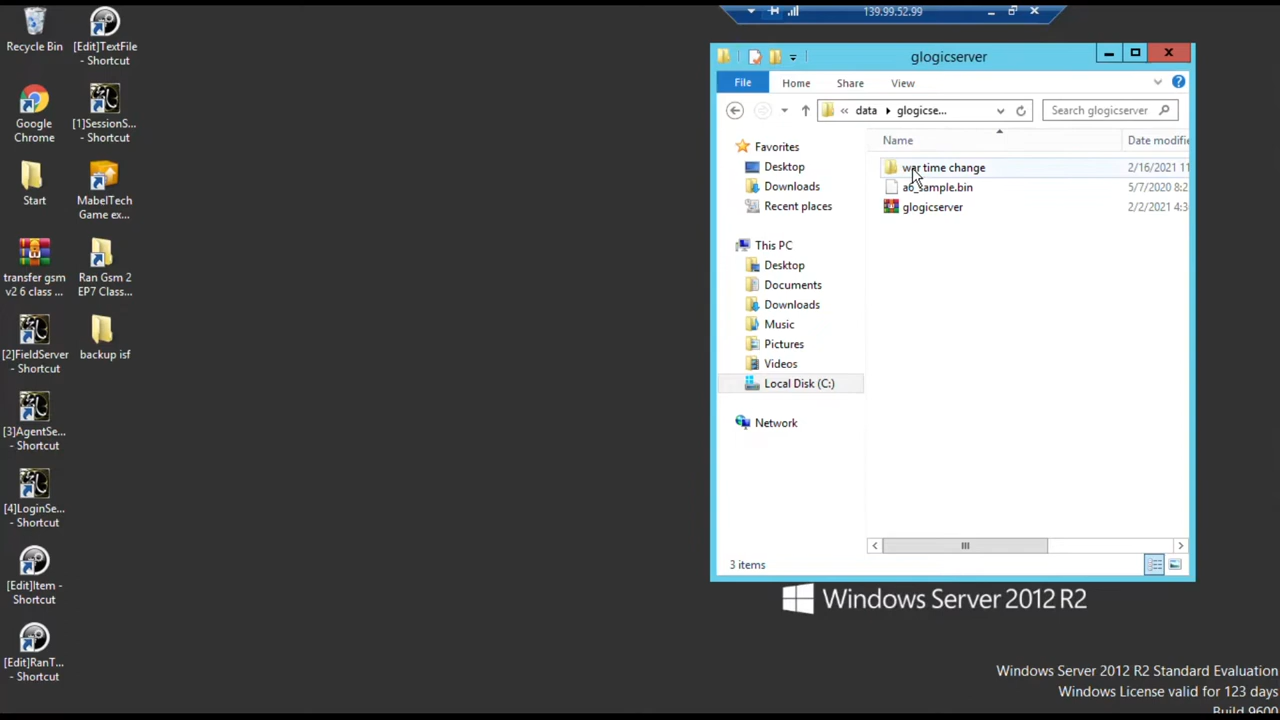 139.99.52.99
Recycle Bin
[Edit]TextFile
- Shortcut
Google
Chrome
[1]SessionS...
- Shortcut
Start
MabelTech
Game ex...
transfer gsm
v2 6 class ...
Ran Gsm 2
EP7 Class...
[2]FieldServer
- Shortcut
backup isf
[3]AgentSe...
- Shortcut
[4]LoginSe...
- Shortcut
[Edit]Item -
Shortcut
[Edit]RanT...
- Shortcut
glogicserver
File Home Share View
« data glogicse... Search glogicserver
Favorites
Desktop
Downloads
Recent places
This PC
Desktop
Documents
Downloads
Music
Pictures
Videos
Local Disk (C:)
Network
Name Date modifie
war time change 2/16/2021 11
a6_sample.bin 5/7/2020 8:2
glogicserver 2/2/2021 4:3
3 items
Windows Server 2012 R2
Windows Server 2012 R2 Standard Evaluation
Windows License valid for 123 days
Build 9600